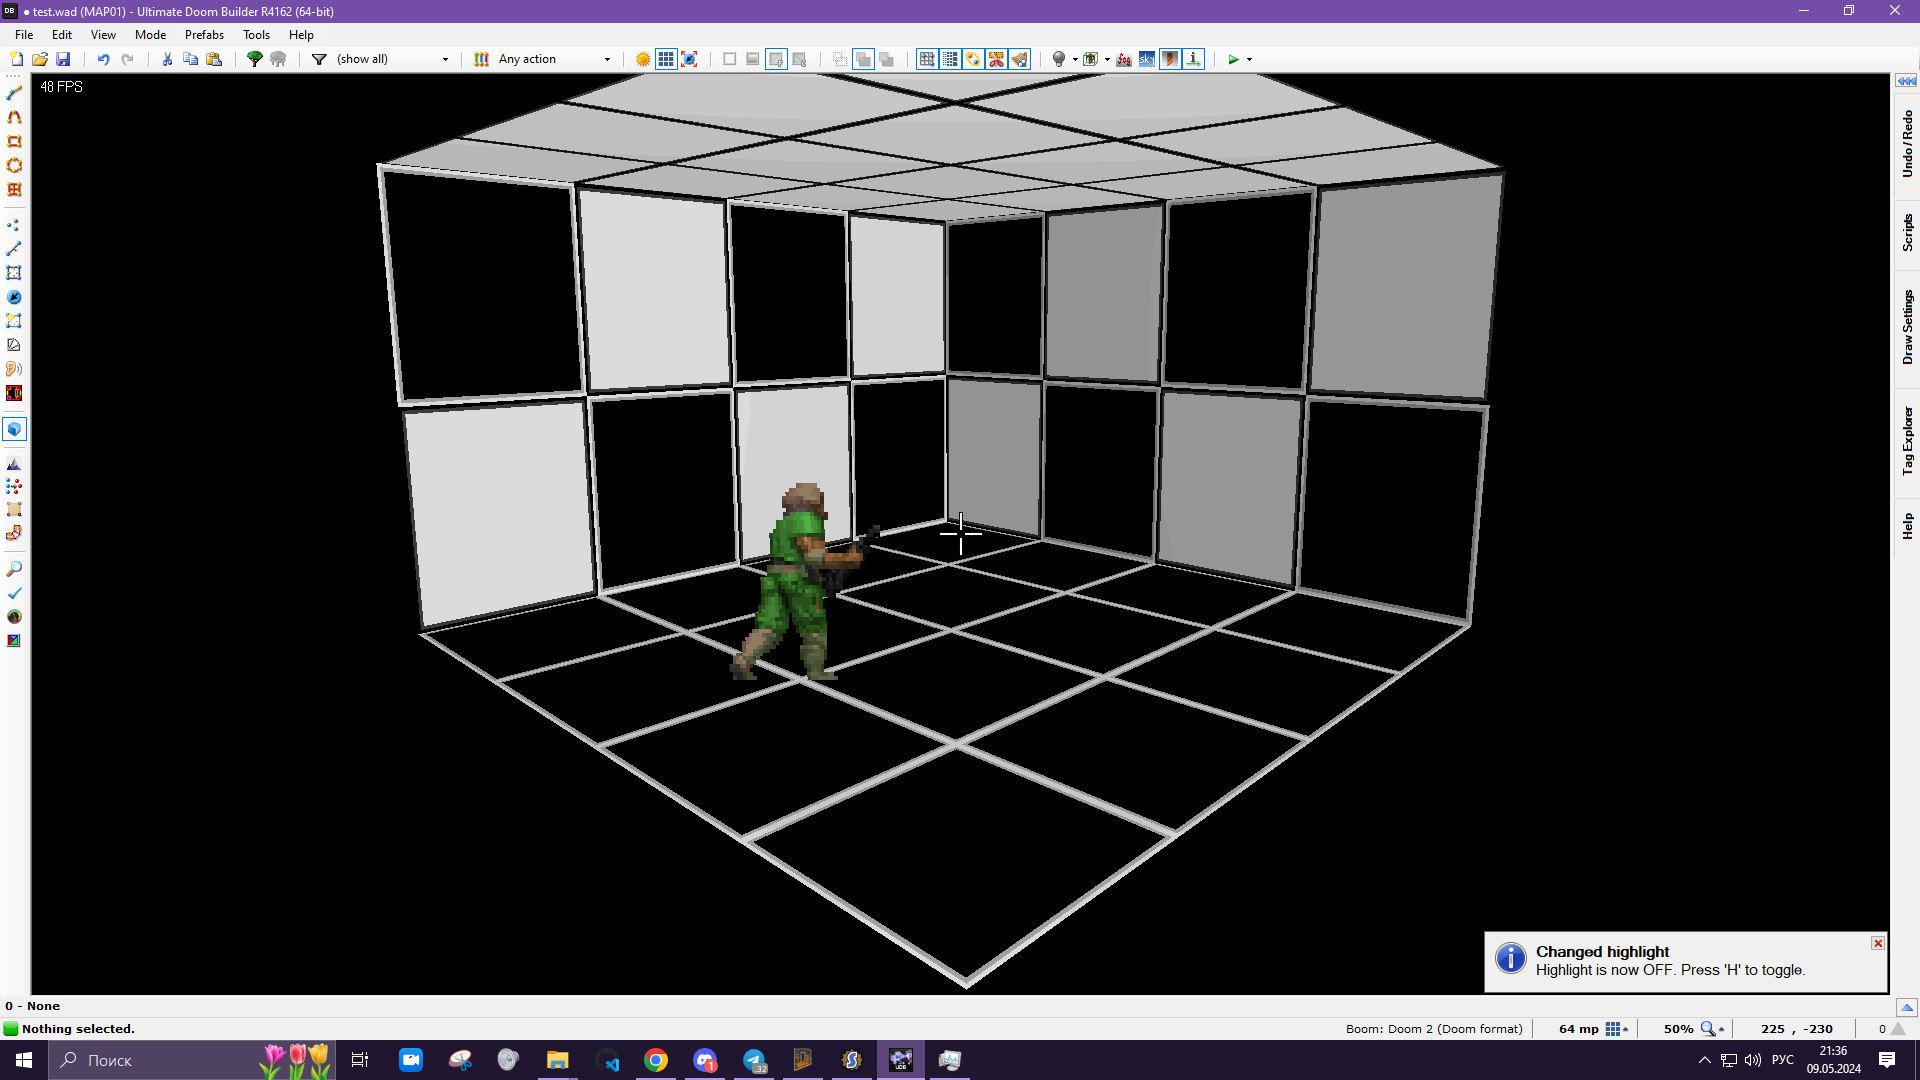 ● test.wad (MAP01) - Ultimate Doom Builder R4162 (64-bit)
File Edit View Mode Prefabs Tools Help
(show all) Any action
48 FPS
Undo / Redo
Scripts
Draw Settings
Tag Explorer
Help
Changed highlight
Highlight is now OFF. Press 'H' to toggle.
0 - None
Nothing selected.
Boom: Doom 2 (Doom format) 64 mp 50% 225 , -230 0
Поиск
РУС
21:36
09.05.2024